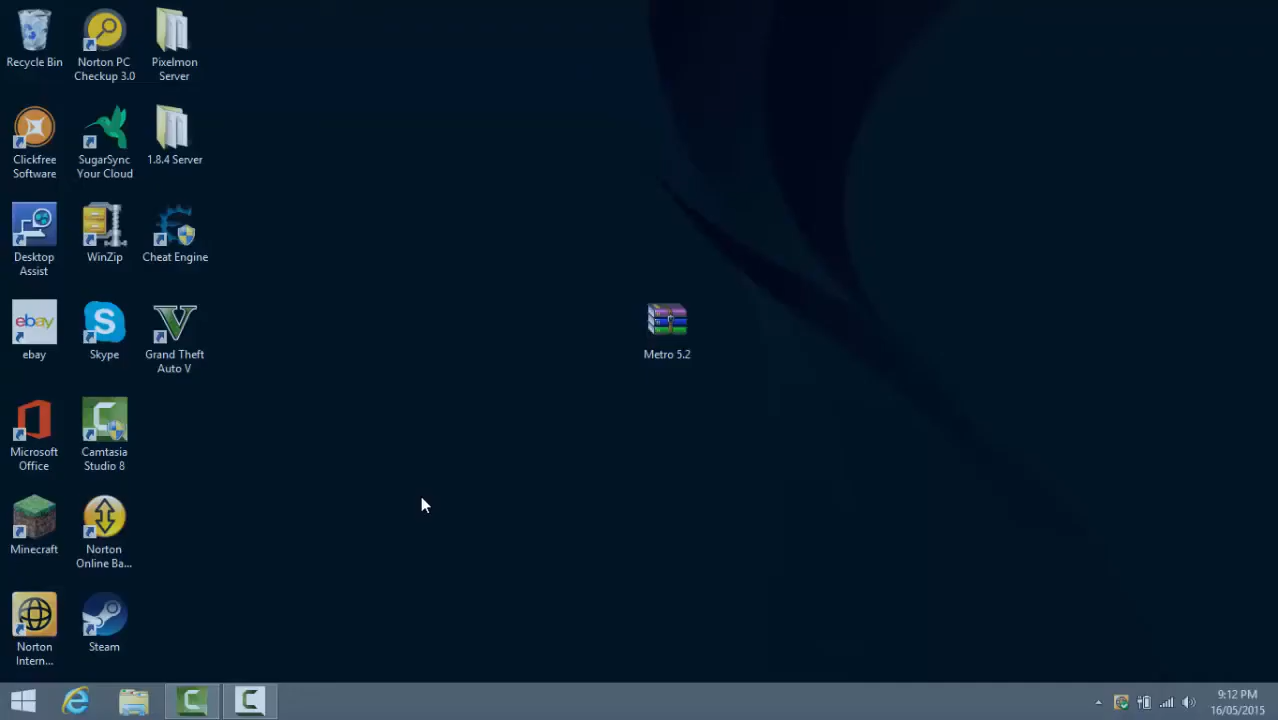 Recycle Bin
Norton PC
Checkup 3.0
Pixelmon
Server
Clickfree
Software
SugarSync
Your Cloud
1.8.4 Server
Desktop
Assist
WinZip
Cheat Engine
ebay
ebay
Skype
Grand Theft
Auto V
Metro 5.2
Microsoft
Office
Camtasia
Studio 8
Minecraft
Norton
Online Ba...
Norton
Intern...
Steam
9:12 PM
16/05/2015